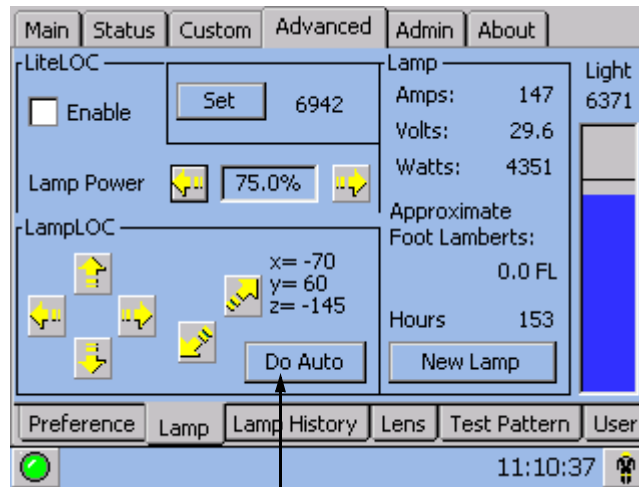 Main Status Custom Advanced Admin About
LiteLOC
Enable
Set 6942
Lamp Power 75.0%
LampLOC
x= -70
y= 60
z= -145
Do Auto
Lamp
Amps: 147
Volts: 29.6
Watts: 4351
Approximate
Foot Lamberts:
0.0 FL
Hours 153
New Lamp
Light
6371
Preference Lamp Lamp History Lens Test Pattern User
11:10:37